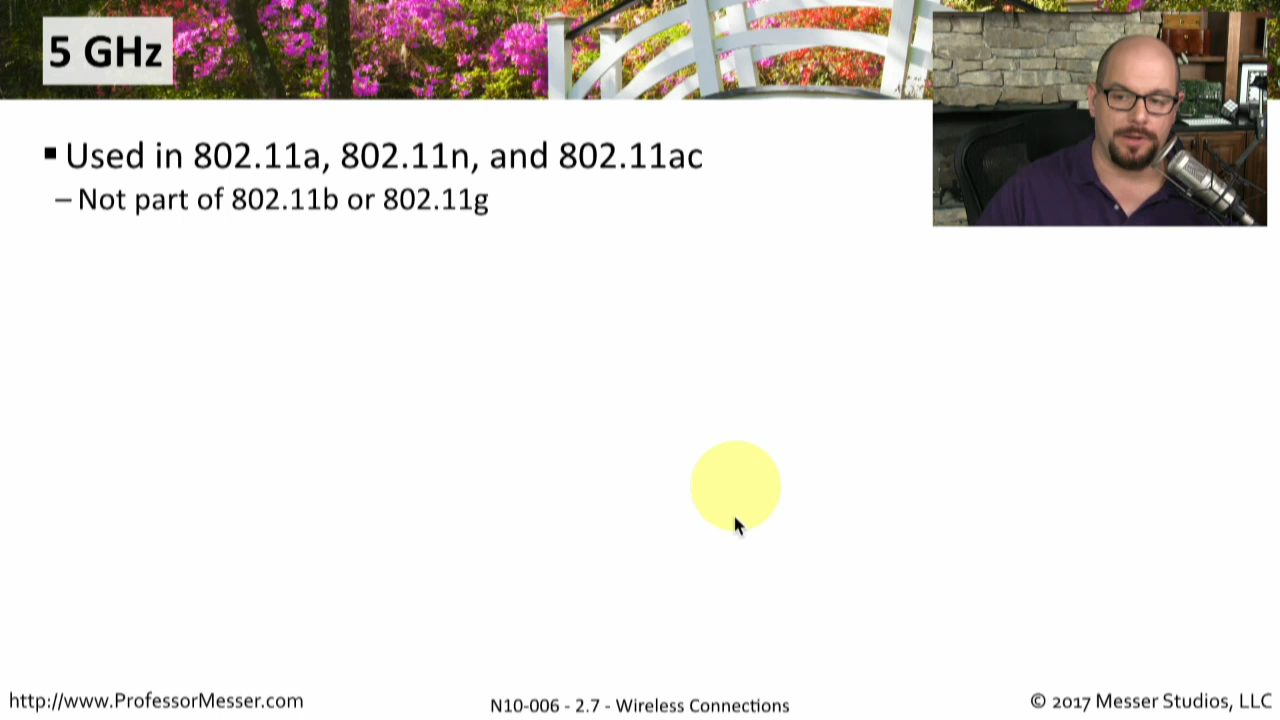 5 GHz
▪ Used in 802.11a, 802.11n, and 802.11ac
– Not part of 802.11b or 802.11g
http://www.ProfessorMesser.com
N10-006 - 2.7 - Wireless Connections
© 2017 Messer Studios, LLC